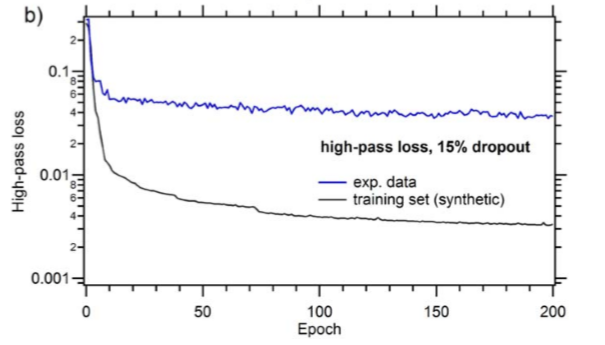 b)
2
0.1
8
6
4
2
0.01
8
6
4
2
0.001
High-pass loss
high-pass loss, 15% dropout
exp. data
training set (synthetic)
0 50 100 150 200
Epoch